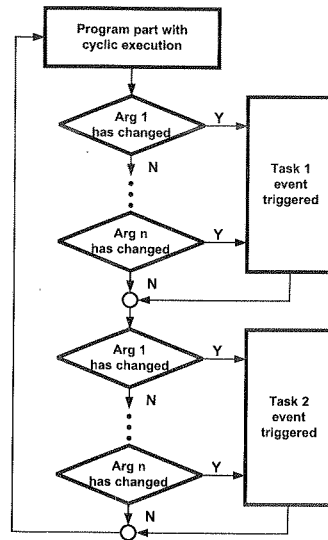 Program part with
cyclic execution
Arg 1
has changed
Y
N
Task 1
event
triggered
Arg n
has changed
Y
N
Arg 1
has changed
Y
N
Task 2
event
triggered
Arg n
has changed
Y
N